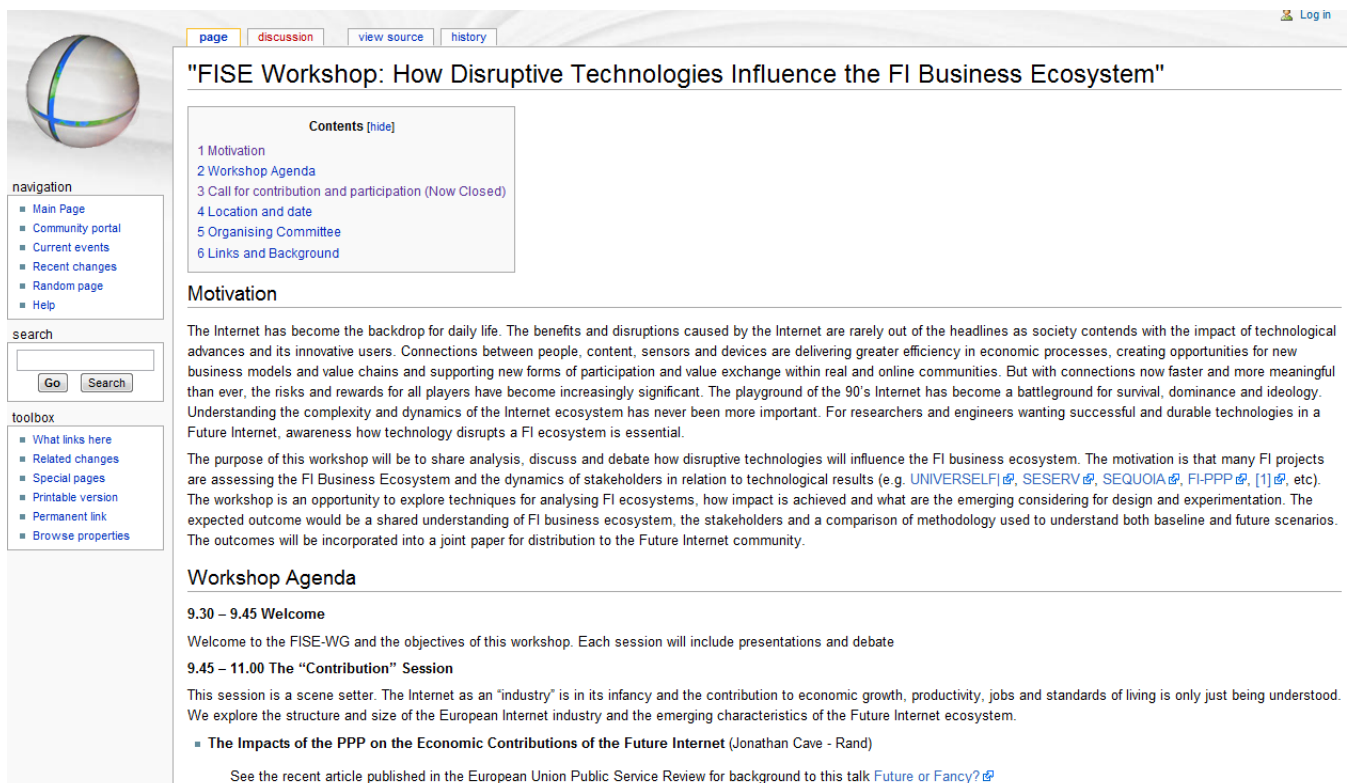 Log in
page discussion view source history
"FISE Workshop: How Disruptive Technologies Influence the FI Business Ecosystem"
Contents [hide]
1 Motivation
2 Workshop Agenda
3 Call for contribution and participation (Now Closed)
4 Location and date
5 Organising Committee
6 Links and Background
navigation
Main Page
Community portal
Current events
Recent changes
Random page
Help
search
Go Search
toolbox
What links here
Related changes
Special pages
Printable version
Permanent link
Browse properties
Motivation
The Internet has become the backdrop for daily life. The benefits and disruptions caused by the Internet are rarely out of the headlines as society contends with the impact of technological
advances and its innovative users. Connections between people, content, sensors and devices are delivering greater efficiency in economic processes, creating opportunities for new
business models and value chains and supporting new forms of participation and value exchange within real and online communities. But with connections now faster and more meaningful
than ever, the risks and rewards for all players have become increasingly significant. The playground of the 90's Internet has become a battleground for survival, dominance and ideology.
Understanding the complexity and dynamics of the Internet ecosystem has never been more important. For researchers and engineers wanting successful and durable technologies in a
Future Internet, awareness how technology disrupts a FI ecosystem is essential.
The purpose of this workshop will be to share analysis, discuss and debate how disruptive technologies will influence the FI business ecosystem. The motivation is that many FI projects
are assessing the FI Business Ecosystem and the dynamics of stakeholders in relation to technological results (e.g. UNIVERSELF|, SESERV, SEQUOIA, FI-PPP, [1], etc).
The workshop is an opportunity to explore techniques for analysing FI ecosystems, how impact is achieved and what are the emerging considering for design and experimentation. The
expected outcome would be a shared understanding of FI business ecosystem, the stakeholders and a comparison of methodology used to understand both baseline and future scenarios.
The outcomes will be incorporated into a joint paper for distribution to the Future Internet community.
Workshop Agenda
9.30 – 9.45 Welcome
Welcome to the FISE-WG and the objectives of this workshop. Each session will include presentations and debate
9.45 – 11.00 The “Contribution” Session
This session is a scene setter. The Internet as an “industry” is in its infancy and the contribution to economic growth, productivity, jobs and standards of living is only just being understood.
We explore the structure and size of the European Internet industry and the emerging characteristics of the Future Internet ecosystem.
The Impacts of the PPP on the Economic Contributions of the Future Internet (Jonathan Cave - Rand)
See the recent article published in the European Union Public Service Review for background to this talk Future or Fancy?